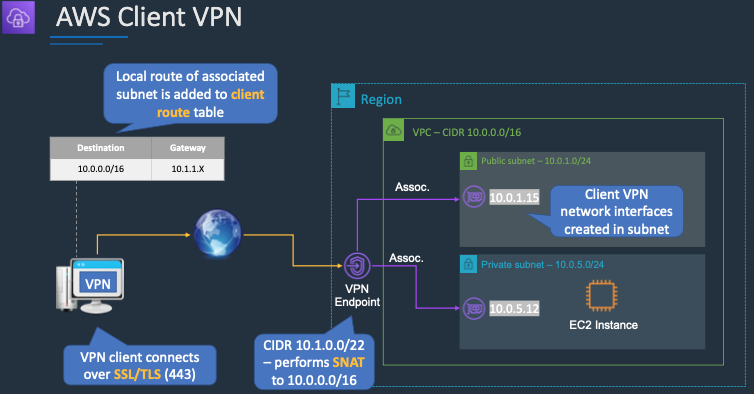 AWS Client VPN
Local route of associated
subnet is added to client
route table
Destination Gateway
10.0.0.0/16 10.1.1.X
Region
VPC – CIDR 10.0.0.0/16
Public subnet – 10.0.1.0/24
Assoc.
10.0.1.15
Client VPN
network interfaces
created in subnet
VPN
VPN
Endpoint
Assoc.
Private subnet – 10.0.5.0/24
10.0.5.12
EC2 Instance
VPN client connects
over SSL/TLS (443)
CIDR 10.1.0.0/22
– performs SNAT
to 10.0.0.0/16